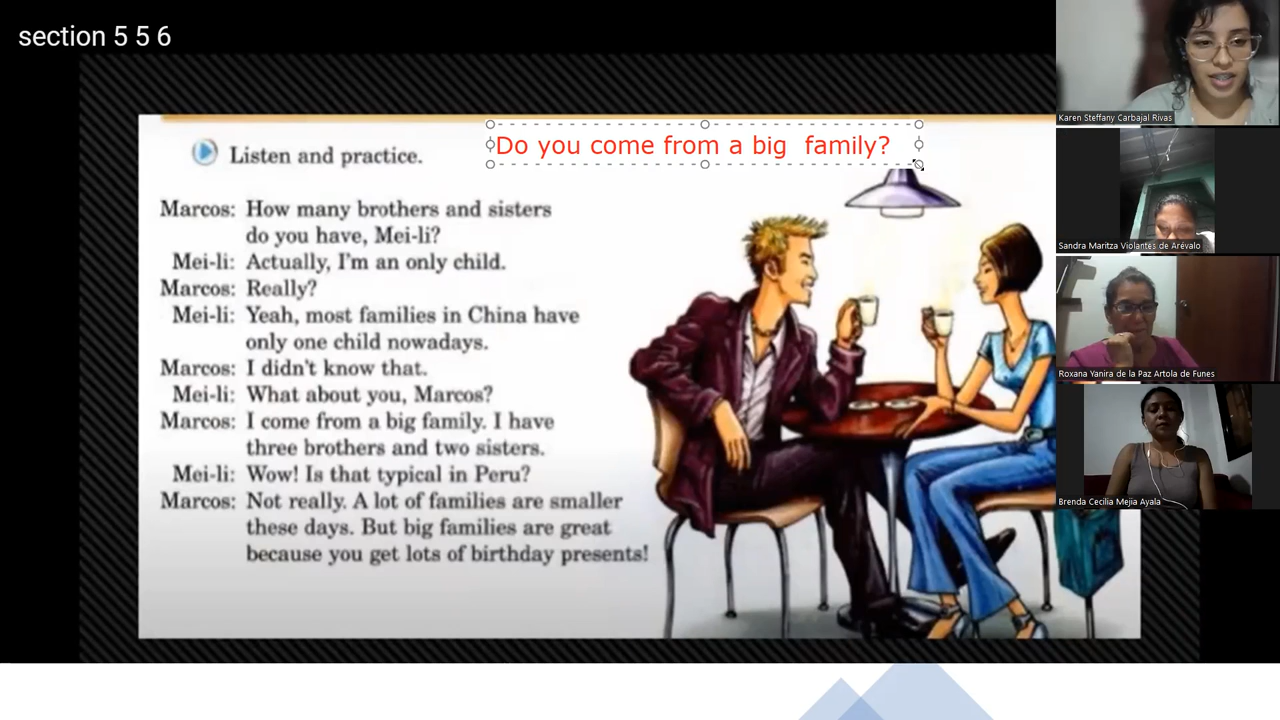 section 5 5 6
Do you come from a big  family?
Listen and practice.
Marcos: How many brothers and sisters
do you have, Mei-li?
Mei-li: Actually, I'm an only child.
Marcos: Really?
Mei-li: Yeah, most families in China have
only one child nowadays.
Marcos: I didn't know that.
Mei-li: What about you, Marcos?
Marcos: I come from a big family. I have
three brothers and two sisters.
Mei-li: Wow! Is that typical in Peru?
Marcos: Not really. A lot of families are smaller
these days. But big families are great
because you get lots of birthday presents!
Karen Steffany Carbajal Rivas
Sandra Maritza Violantes de Arévalo
Roxana Yanira de la Paz Artola de Funes
Brenda Cecilia Mejia Ayala